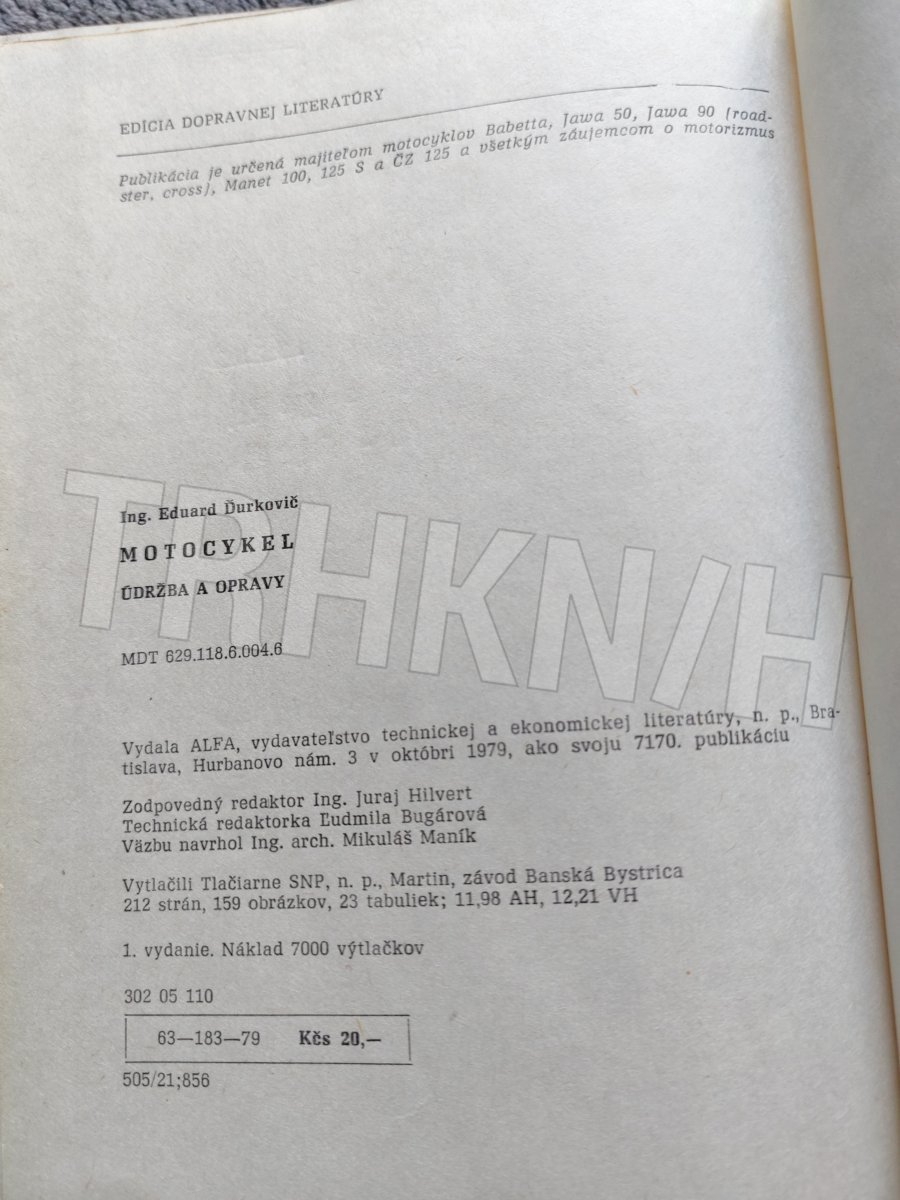 EDÍCIA DOPRAVNEJ LITERATÚRY
Publikácia je určená majiteľom motocyklov Babetta, Jawa 50, Jawa 90 (road-
ster, cross), Manet 100, 125 S a ČZ 125 a všetkým záujemcom o motorizmus
Ing. Eduard Ďurkovič
MOTOCYKEL
ÚDRŽBA A OPRAVY
TRHKN/H
MDT 629.118.6.004.6
Vydala ALFA, vydavateľstvo technickej a ekonomickej literatúry, n. p., Bra-
tislava, Hurbanovo nám. 3 v októbri 1979, ako svoju 7170. publikáciu
Zodpovedný redaktor Ing. Juraj Hilvert
Technická redaktorka Ľudmila Bugárová
Väzbu navrhol Ing. arch. Mikuláš Maník
Vytlačili Tlačiarne SNP, n. p., Martin, závod Banská Bystrica
212 strán, 159 obrázkov, 23 tabuliek; 11,98 AH, 12,21 VH
1. vydanie. Náklad 7000 výtlačkov
302 05 110
63—183—79 Kčs 20,—
505/21;856